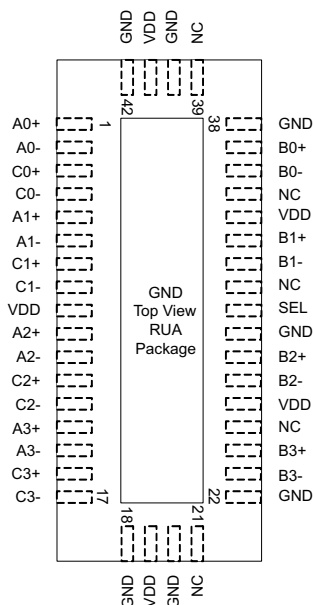 GND VDD GND NC
42 39
A0+ 1 38 GND
A0- B0+
C0+ B0-
C0- NC
A1+ VDD
A1- B1+
C1+ B1-
C1- NC
VDD SEL
A2+ GND
A2- B2+
C2+ B2-
C2- VDD
A3+ NC
A3- B3+
C3+ B3-
C3- 17 22 GND
GND
Top View
RUA
Package
18 21
GND VDD GND NC